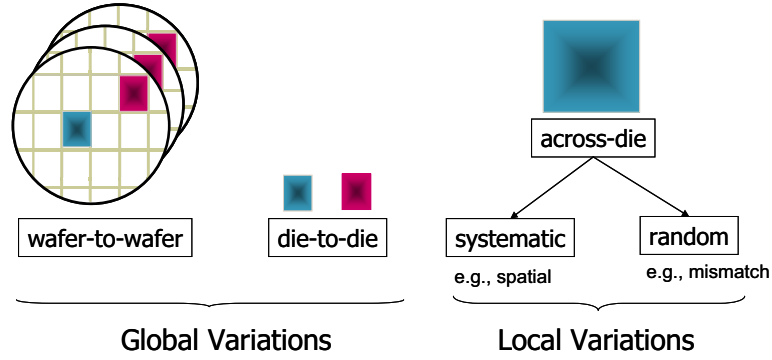 across-die
wafer-to-wafer
die-to-die
systematic
random
e.g., spatial
e.g., mismatch
Global Variations
Local Variations